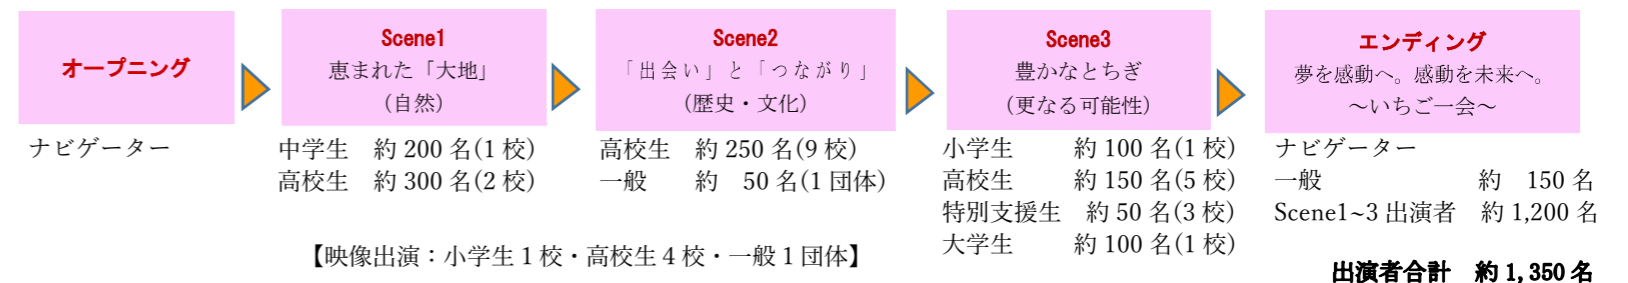 オープニング
ナビゲーター
Scene1
恵まれた「大地」
（自然）
中学生　約 200 名(1 校)
高校生　約 300 名(2 校)
Scene2
「出会い」と「つながり」
（歴史・文化）
高校生　約 250 名(9 校)
一般　　約　50 名(1 団体)
【映像出演：小学生１校・高校生４校・一般１団体】
Scene3
豊かなとちぎ
（更なる可能性）
小学生　　約 100 名(1 校)
高校生　　約 150 名(5 校)
特別支援生　約 50 名(3 校)
大学生　　約 100 名(1 校)
エンディング
夢を感動へ。感動を未来へ。
～いちご一会～
ナビゲーター
一般　　約　150 名
Scene1~3 出演者　約 1,200 名
出演者合計　約 1,350 名